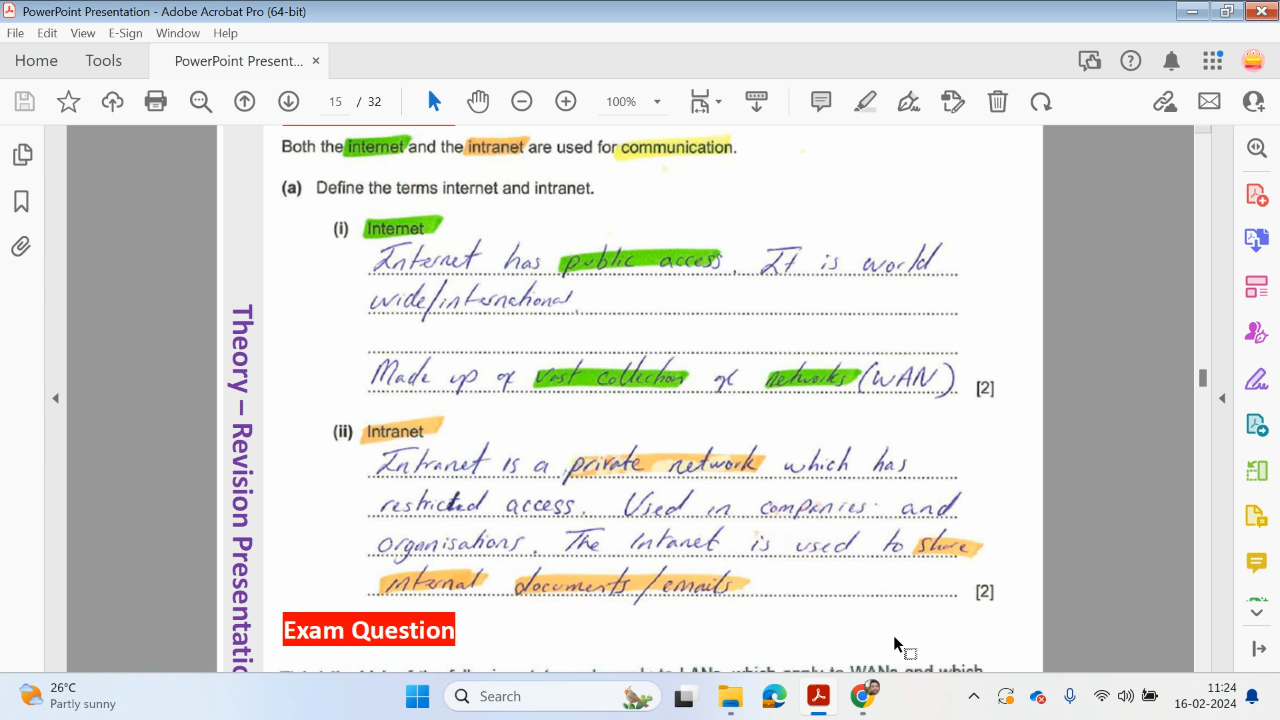 PowerPoint Presentation - Adobe Acrobat Pro (64-bit)
File Edit View E-Sign Window Help
Home Tools PowerPoint Present... ×
15 / 32 100%
Both the internet and the intranet are used for communication.
(a) Define the terms internet and intranet.
(i) Internet
Internet has public access. It is world
wide/international.
Made up of vast collection of networks (WAN) [2]
(ii) Intranet
Intranet is a private network which has
restricted access. Used in companies and
organisations. The Intanet is used to share
internal documents/emails [2]
Exam Question
Theory – Revision Presentatio
26°C
Partly sunny
Search
11:24
16-02-2024